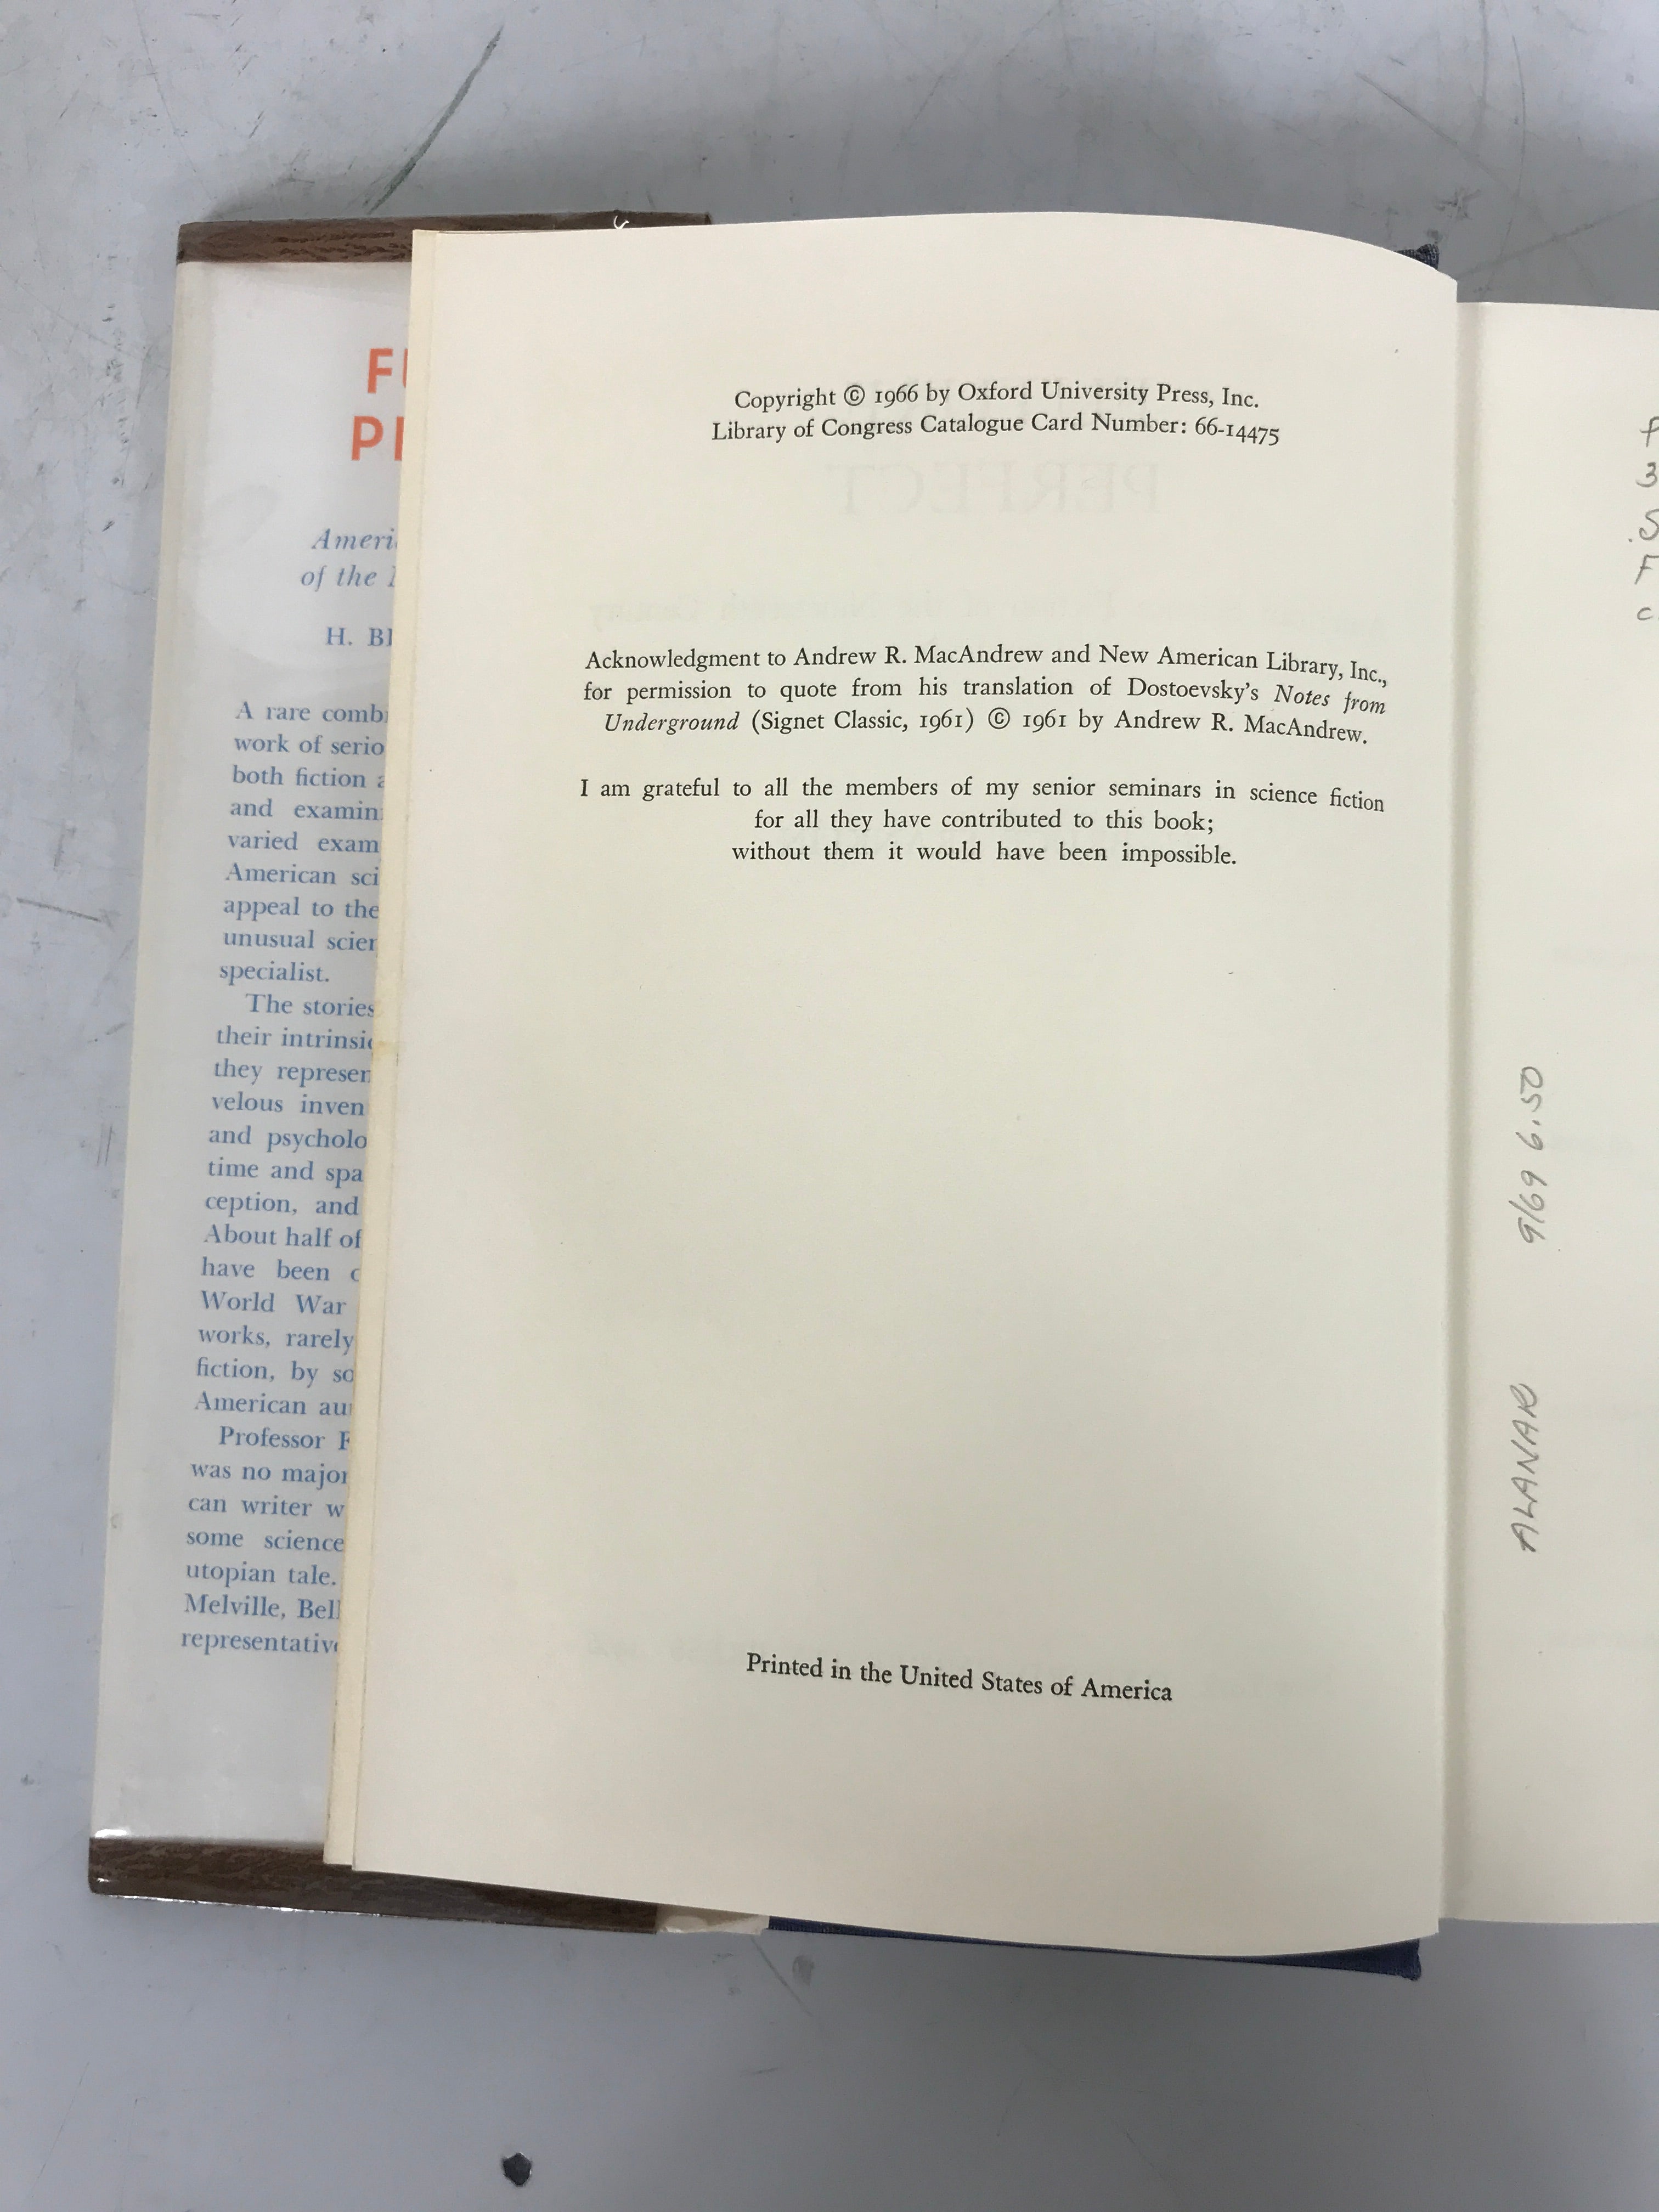 Ameri
of the
H. B
A rare comb
work of serio
both fiction
and examin
varied exam
American sci
appeal to the
unusual scien
specialist.
The stories
their intrinsi
they represen
velous inven
and psycholo
time and spa
ception, and
About half of
have been
World War
works, rarely
fiction, by so
American au
Professor F
was no major
can writer w
some science
utopian tale.
Melville, Bell
representativ
Copyright © 1966 by Oxford University Press, Inc.
Library of Congress Catalogue Card Number: 66-14475
PERFECT
Acknowledgment to Andrew R. MacAndrew and New American Library, Inc.,
for permission to quote from his translation of Dostoevsky's Notes from
Underground (Signet Classic, 1961) © 1961 by Andrew R. MacAndrew.
I am grateful to all the members of my senior seminars in science fiction
for all they have contributed to this book;
without them it would have been impossible.
Printed in the United States of America
ALANAR 9/69 6.50